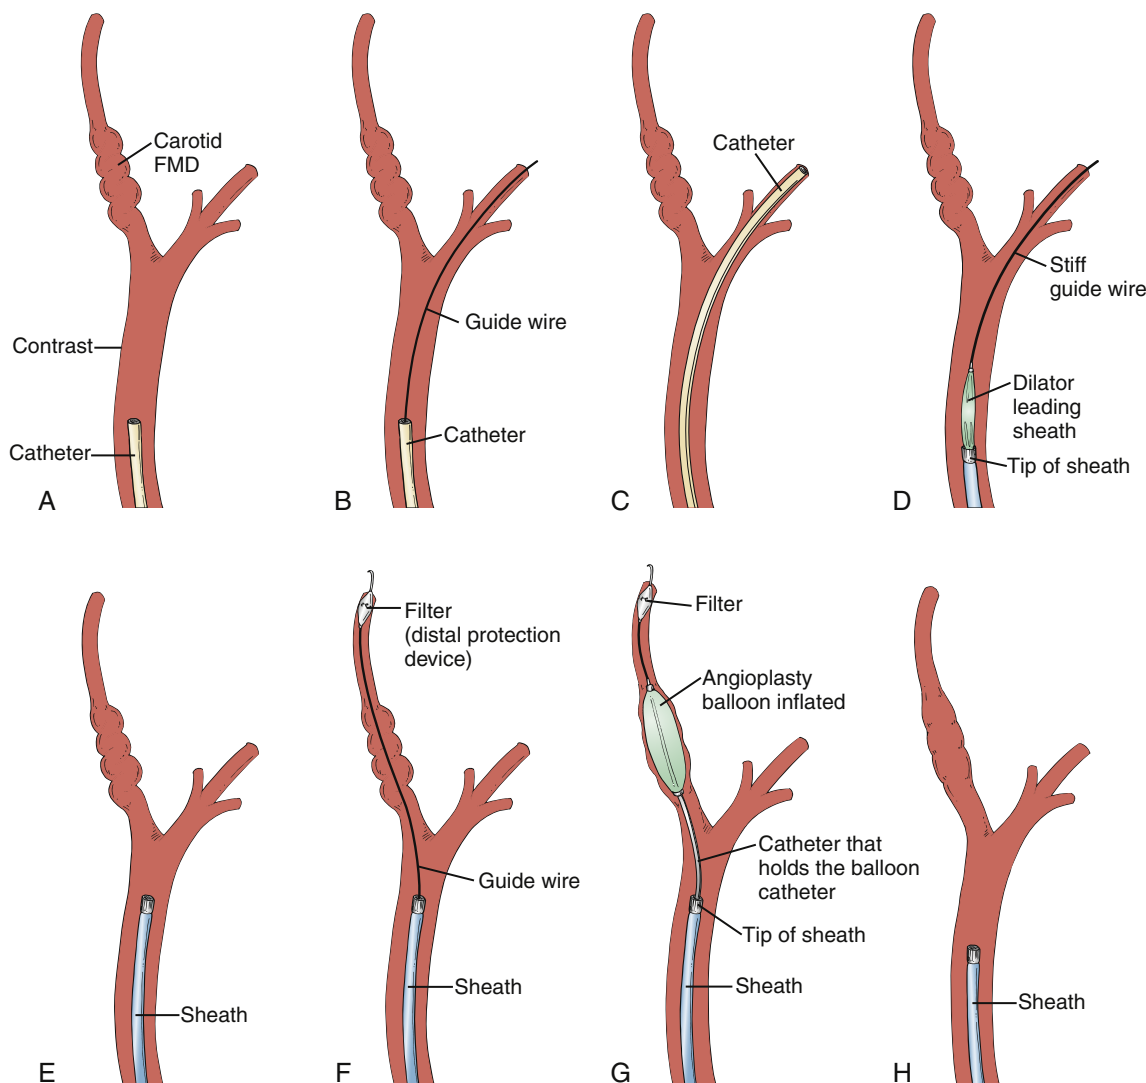 Carotid
FMD
Contrast
Catheter
A
Guide wire
Catheter
B
Catheter
C
Stiff
guide wire
Dilator
leading
sheath
Tip of sheath
D
Sheath
E
Filter
(distal protection
device)
Guide wire
Sheath
F
Filter
Angioplasty
balloon inflated
Catheter that
holds the balloon
catheter
Tip of sheath
Sheath
G
Sheath
H